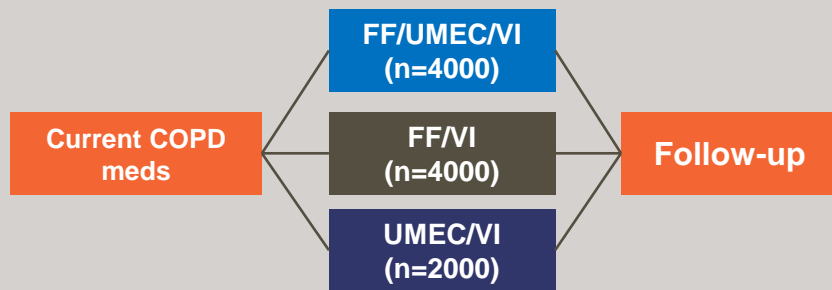 FF/UMEC/VI
(n=4000)
Current COPD
meds
FF/VI
(n=4000)
Follow-up
UMEC/VI
(n=2000)